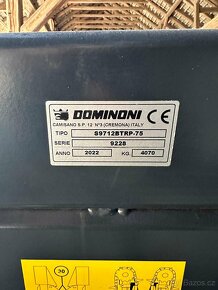 DOMINONI CE
CAMISANO S.P. 12 N°3 (CREMONA) ITALY
TIPO S9712BTRP-75
SERIE 9228
ANNO 2022 KG. 4070